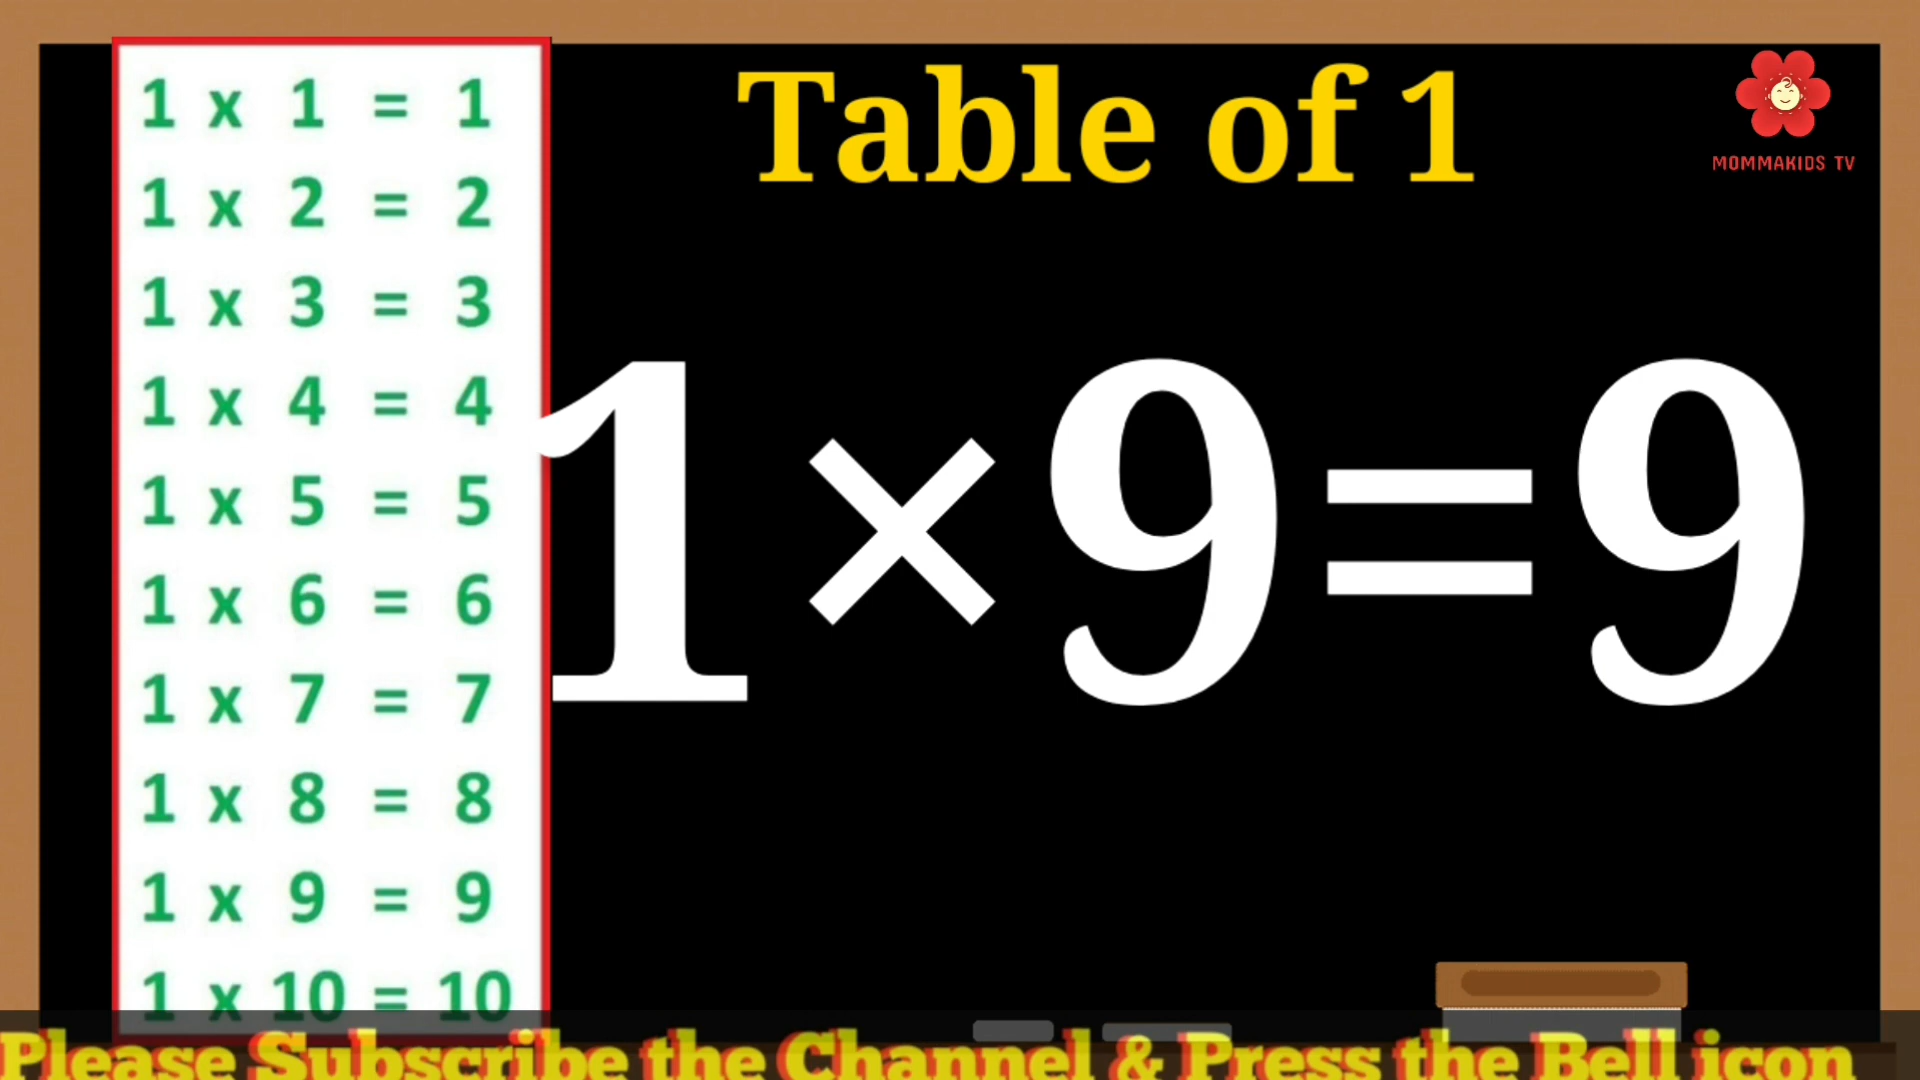 1 x 1 = 1
1 x 2 = 2
1 x 3 = 3
1 x 4 = 4
1 x 5 = 5
1 x 6 = 6
1 x 7 = 7
1 x 8 = 8
1 x 9 = 9
1 x 10 = 10
Table of 1
MOMMAKIDS TV
1×9=9
Please Subscribe the Channel & Press the Bell icon